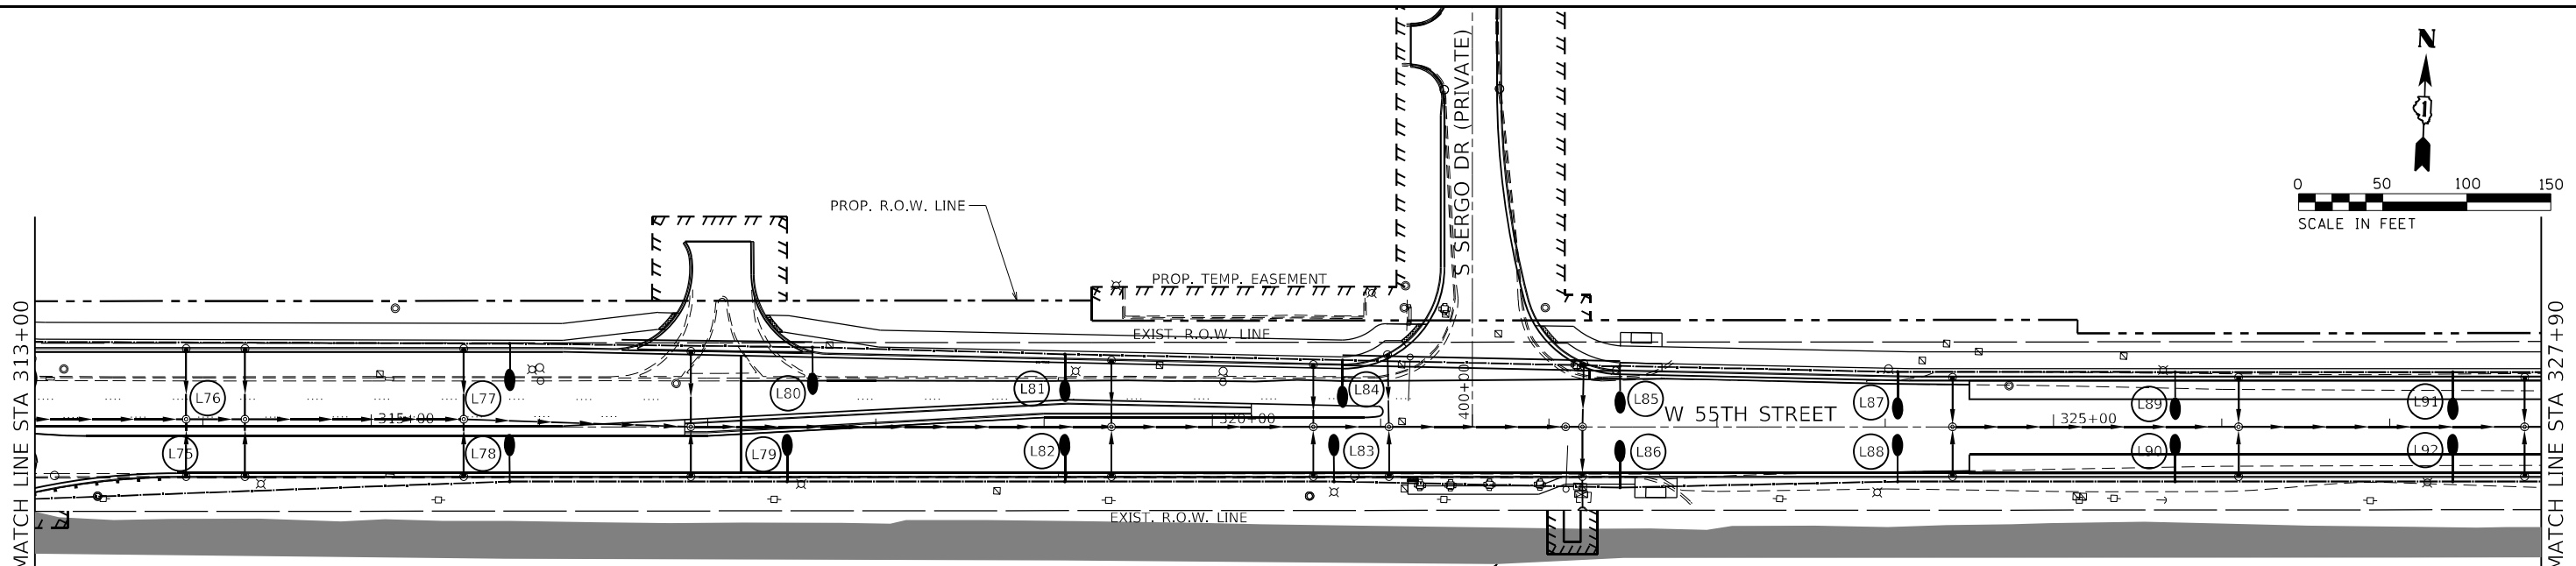 MATCH LINE STA 313+00
PROP. R.O.W. LINE
PROP. TEMP. EASEMENT
EXIST. R.O.W. LINE
S SERGO DR (PRIVATE)
N
1
0 50 100 150
SCALE IN FEET
L76
L77
L80
L81
L84
L85
L87
L89
L91
315+00
320+00
400+00
W 55TH STREET
325+00
L75
L78
L79
L82
L83
L86
L88
L90
L92
EXIST. R.O.W. LINE
MATCH LINE STA 327+90